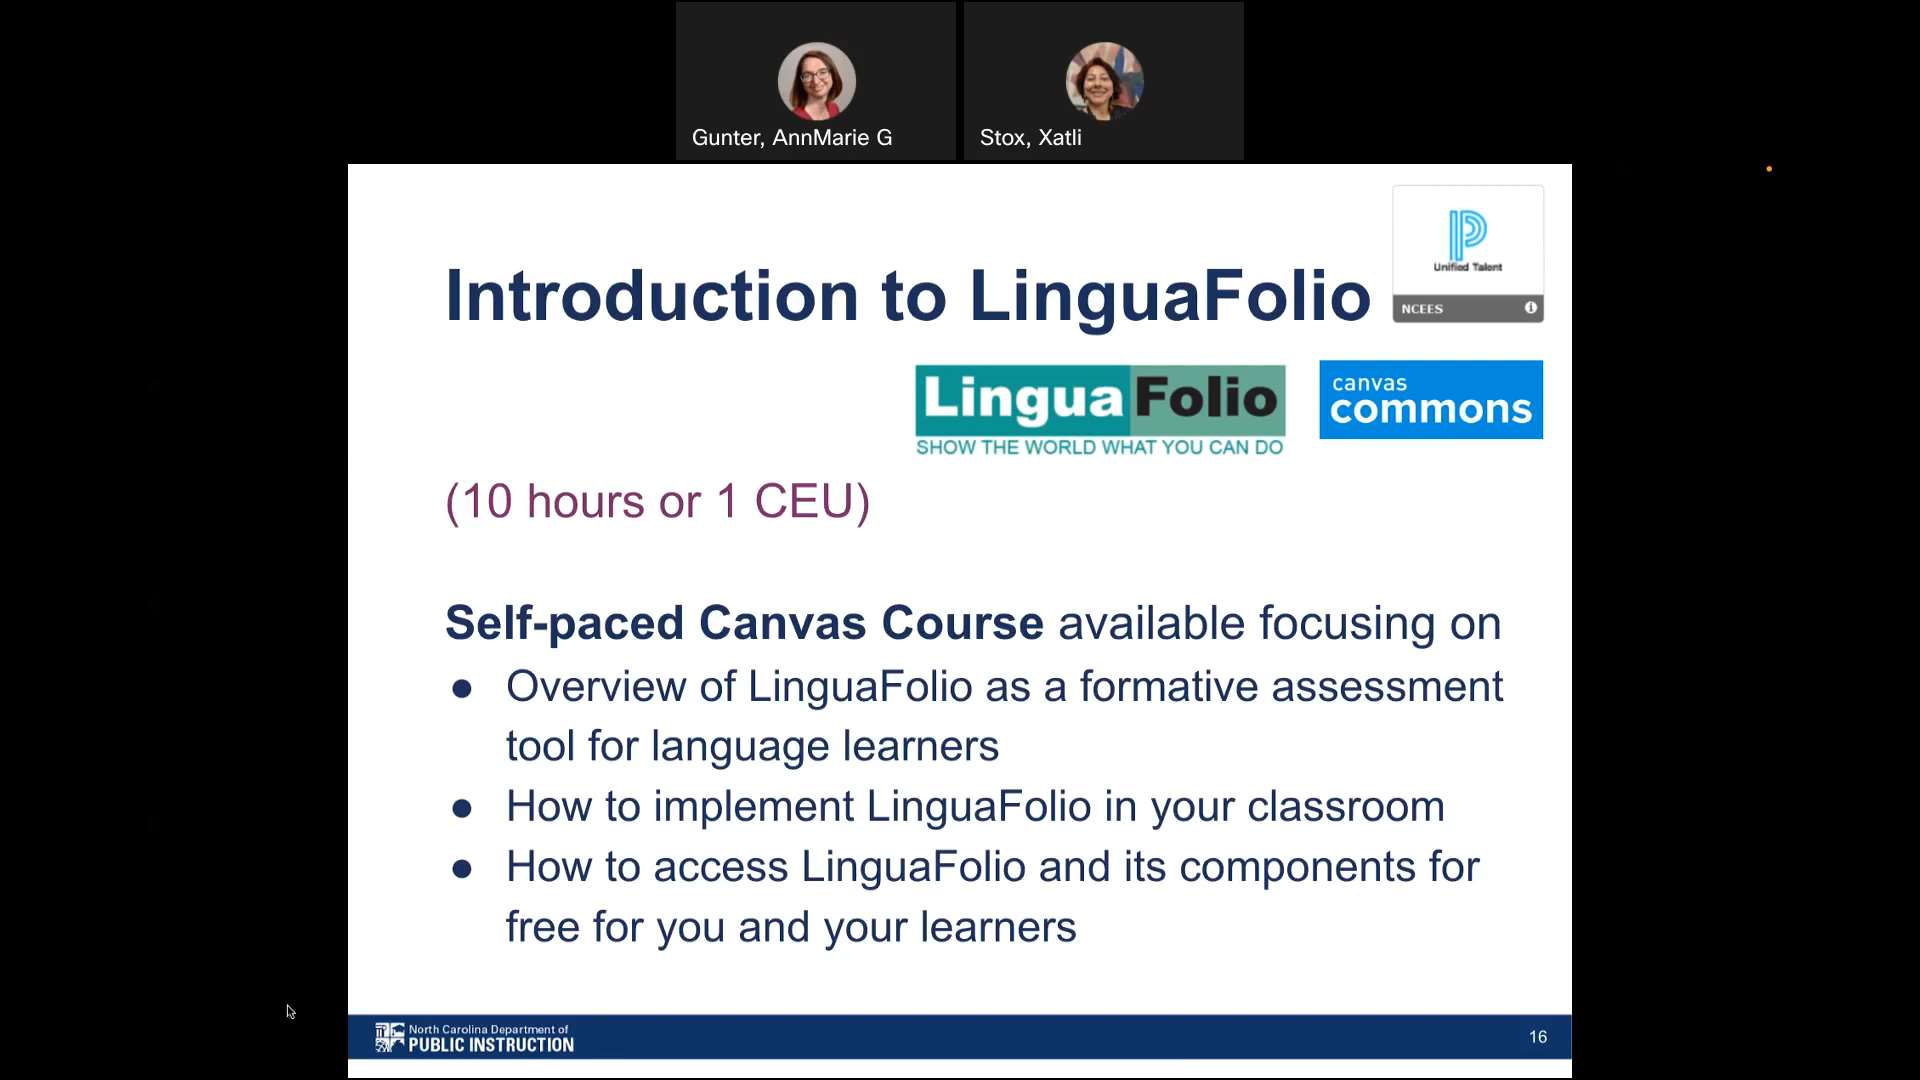 Gunter, AnnMarie G
Stox, Xatli
Unified Talent
NCEES
Introduction to LinguaFolio
LinguaFolio
SHOW THE WORLD WHAT YOU CAN DO
canvas
commons
(10 hours or 1 CEU)
Self-paced Canvas Course available focusing on
● Overview of LinguaFolio as a formative assessment
tool for language learners
● How to implement LinguaFolio in your classroom
● How to access LinguaFolio and its components for
free for you and your learners
North Carolina Department of
PUBLIC INSTRUCTION
16